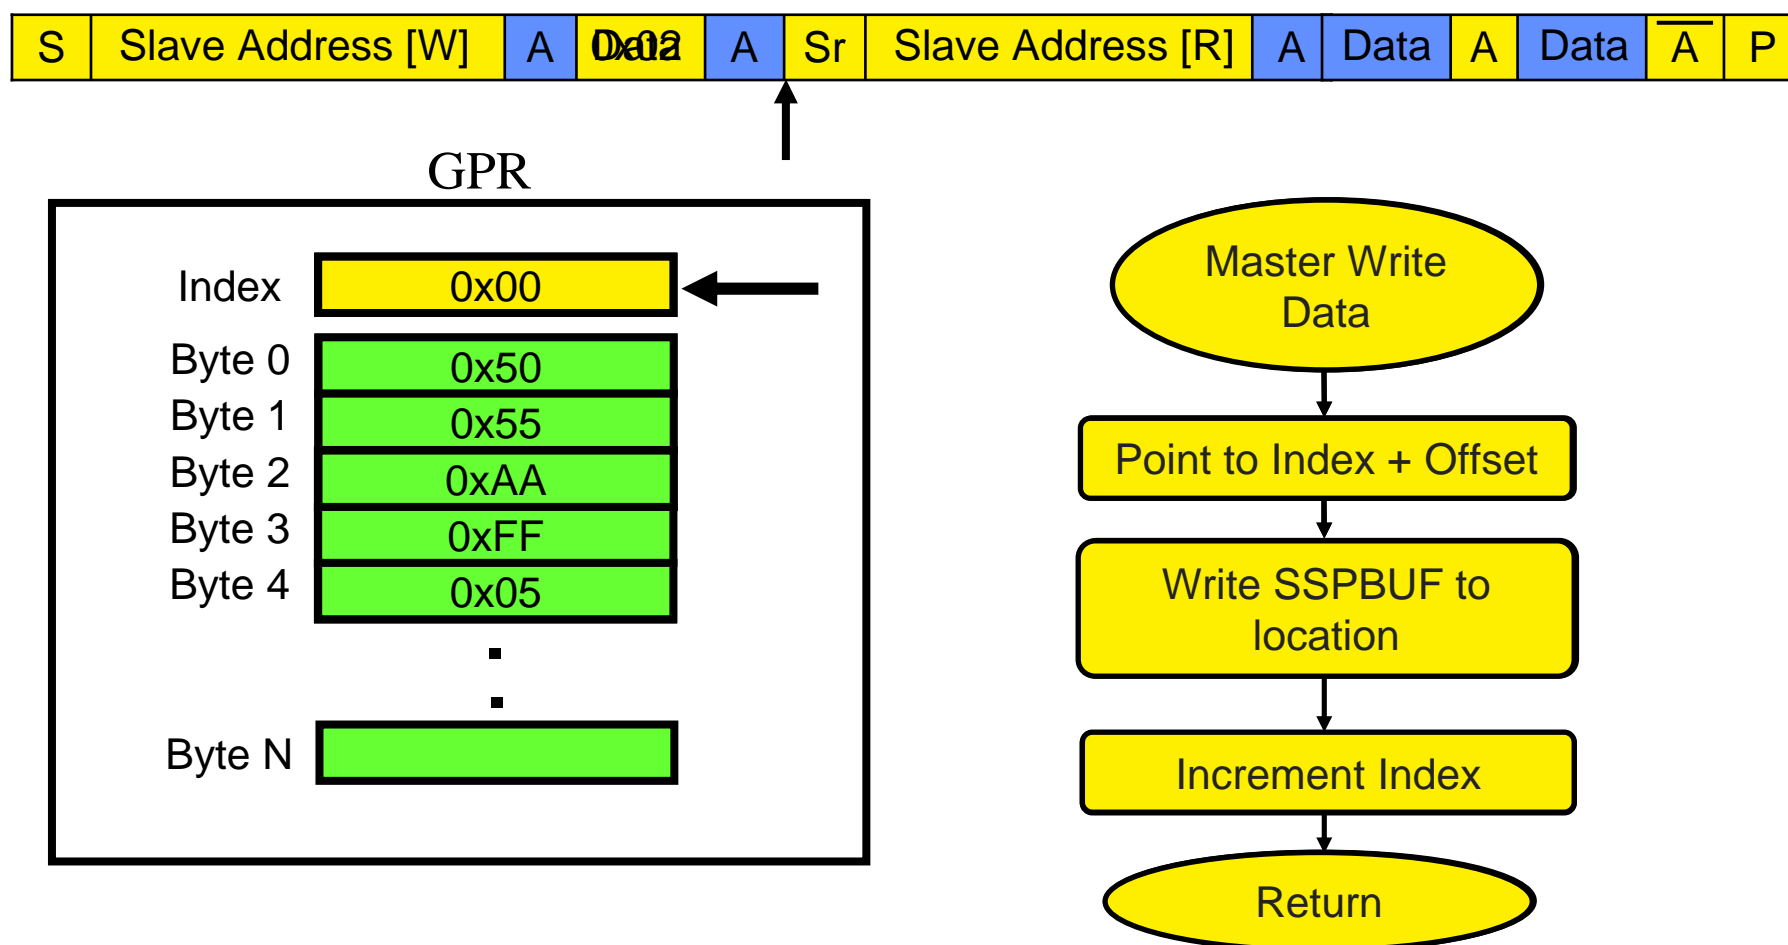 S Slave Address [W] A Data 0x02 A Sr Slave Address [R] A Data A Data A̅ P
GPR
Index 0x00
Byte 0 0x50
Byte 1 0x55
Byte 2 0xAA
Byte 3 0xFF
Byte 4 0x05
Byte N
Master Write
Data
Point to Index + Offset
Write SSPBUF to
location
Increment Index
Return